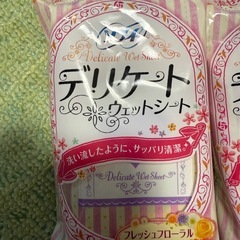 ソフィ
Delicate Wet Sheet
デリケート
ウェットシート
洗い流したように、サッパリ清潔。
Delicate Wet Sheet
フレッシュフローラル